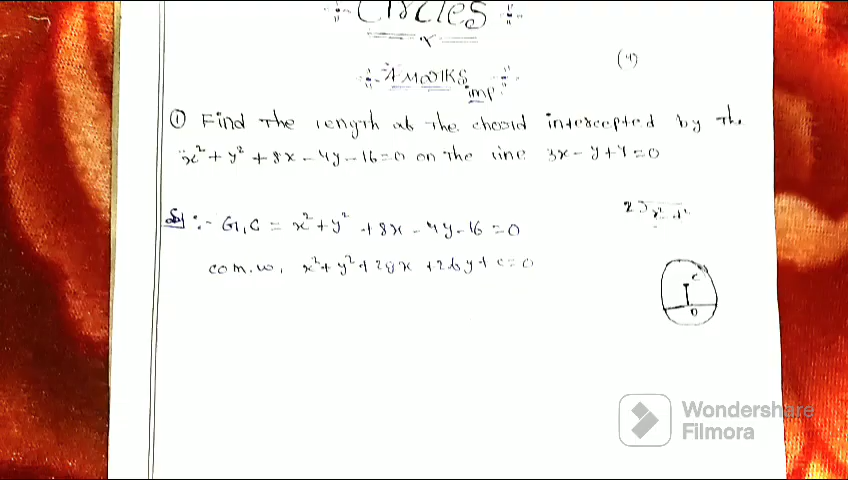 Circles
(4)
4 Marks
imp
① Find the length of the chord intercepted by the
x² + y² + 8x - 4y - 16 = 0 on the line 3x - y + 4 = 0
Sol :- G, C = x² + y² + 8x - 4y - 16 = 0
com. w, x² + y² + 2gx + 2fy + c = 0
C
D
Wondershare
Filmora